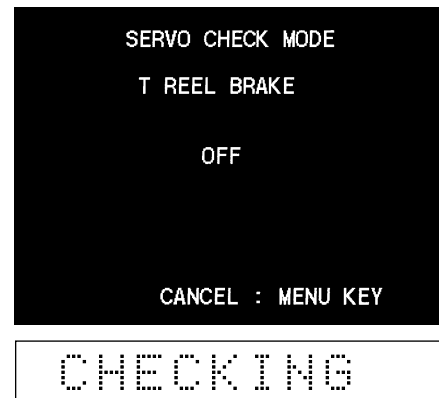 SERVO CHECK MODE
T REEL BRAKE
OFF
CANCEL : MENU KEY
CHECKING